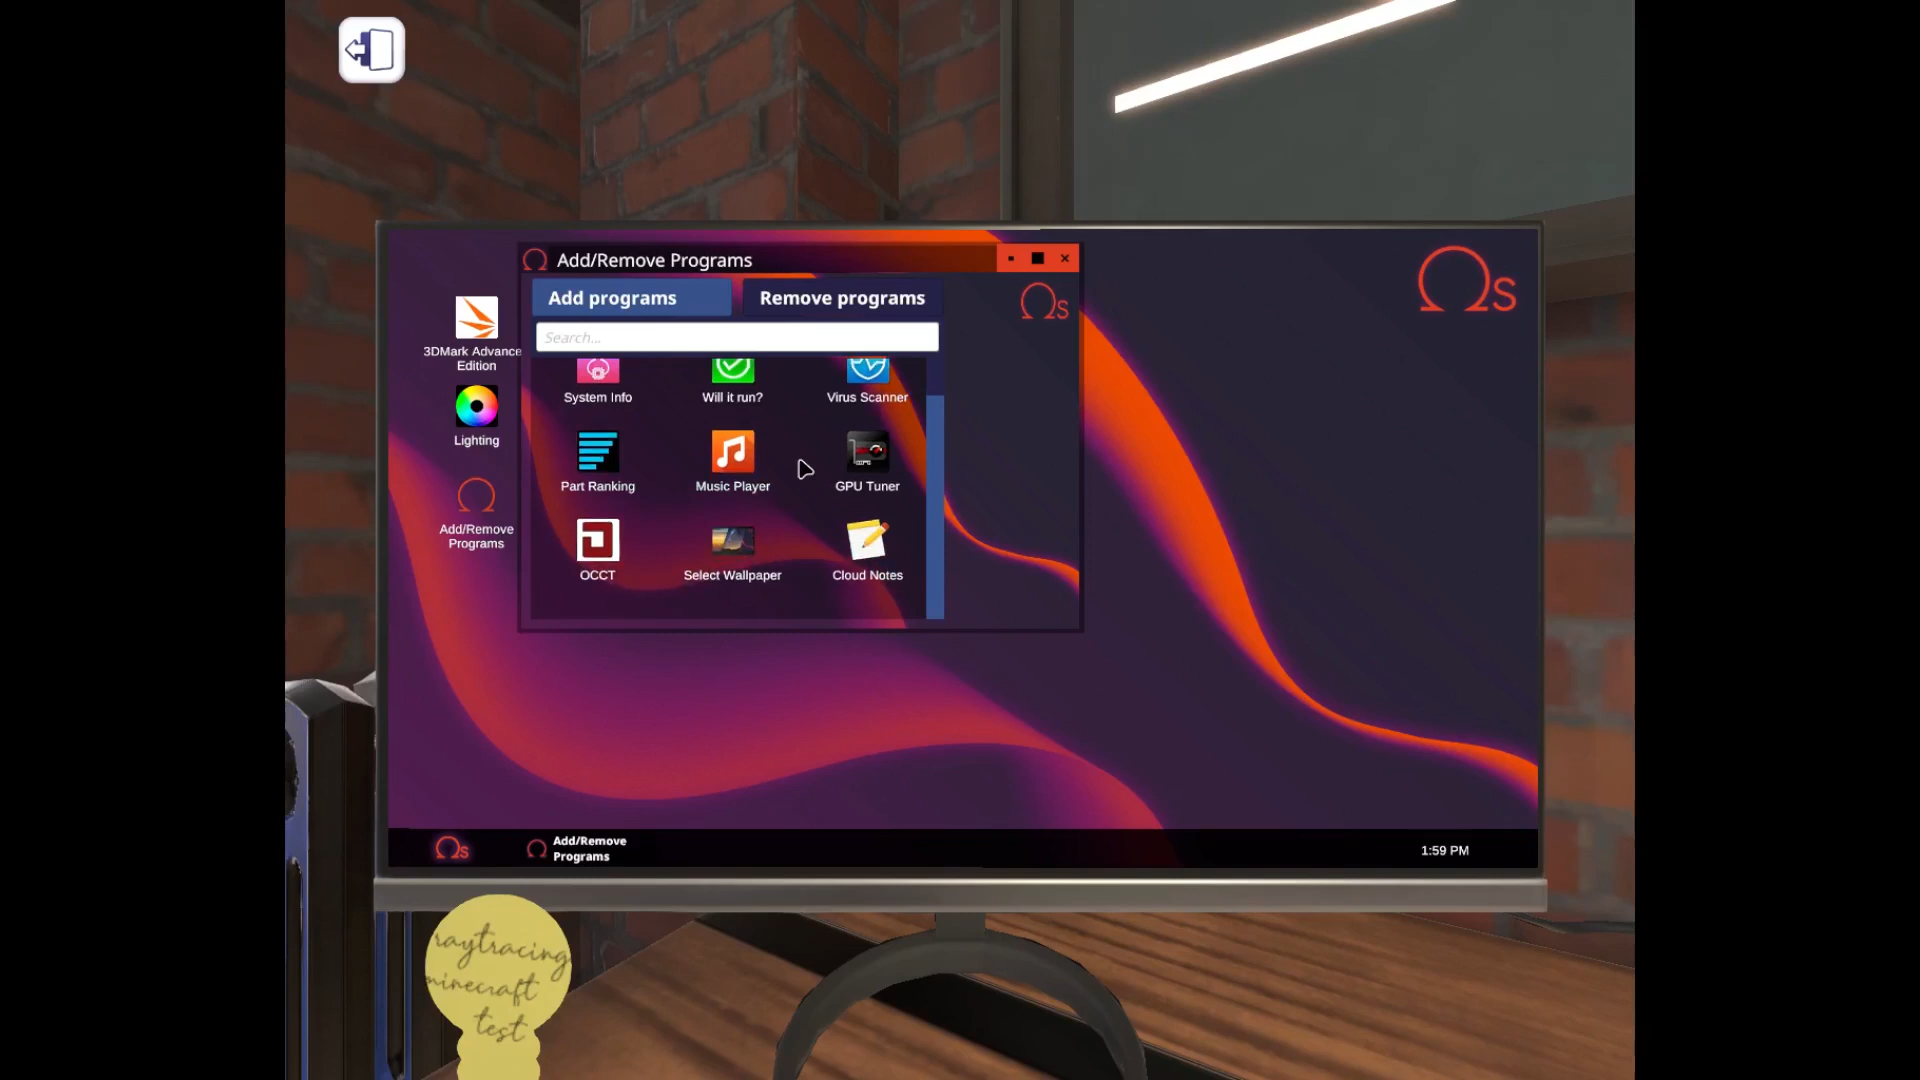 Add/Remove Programs
Add programs
Remove programs
Search...
3DMark Advance
Edition
Lighting
Add/Remove
Programs
System Info
Will it run?
Virus Scanner
Part Ranking
Music Player
GPU Tuner
OCCT
Select Wallpaper
Cloud Notes
Ωs
Ωs
Ωs
Add/Remove
Programs
1:59 PM
raytracing
minecraft
test